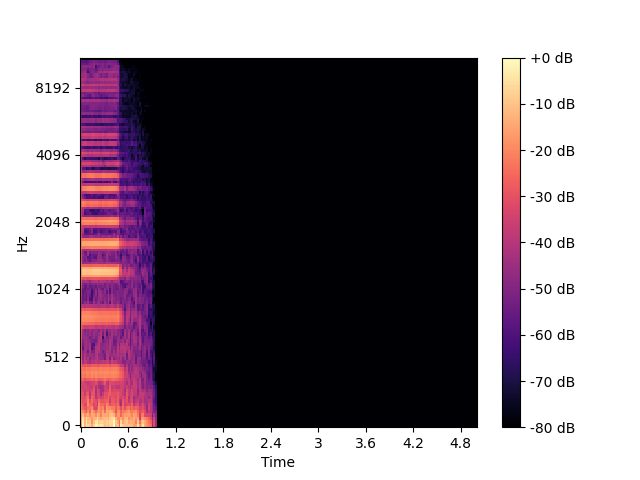 8192
4096
2048
1024
512
0
Hz
0 0.6 1.2 1.8 2.4 3 3.6 4.2 4.8
Time
+0 dB
-10 dB
-20 dB
-30 dB
-40 dB
-50 dB
-60 dB
-70 dB
-80 dB